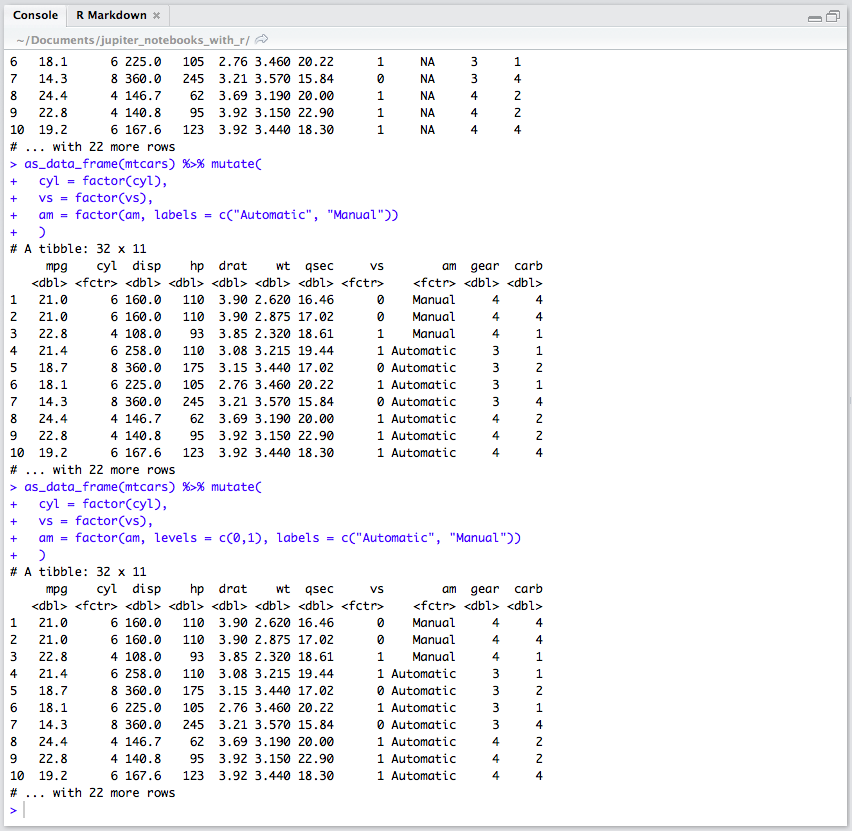 Console R Markdown ×
~/Documents/jupiter_notebooks_with_r/
6   18.1      6 225.0   105  2.76 3.460 20.22      1     NA     3     1
7   14.3      8 360.0   245  3.21 3.570 15.84      0     NA     3     4
8   24.4      4 146.7    62  3.69 3.190 20.00      1     NA     4     2
9   22.8      4 140.8    95  3.92 3.150 22.90      1     NA     4     2
10  19.2      6 167.6   123  3.92 3.440 18.30      1     NA     4     4
# ... with 22 more rows
> as_data_frame(mtcars) %>% mutate(
+   cyl = factor(cyl),
+   vs = factor(vs),
+   am = factor(am, labels = c("Automatic", "Manual"))
+   )
# A tibble: 32 x 11
     mpg    cyl  disp    hp  drat    wt  qsec     vs        am  gear  carb
   <dbl> <fctr> <dbl> <dbl> <dbl> <dbl> <dbl> <fctr>    <fctr> <dbl> <dbl>
1   21.0      6 160.0   110  3.90 2.620 16.46      0    Manual     4     4
2   21.0      6 160.0   110  3.90 2.875 17.02      0    Manual     4     4
3   22.8      4 108.0    93  3.85 2.320 18.61      1    Manual     4     1
4   21.4      6 258.0   110  3.08 3.215 19.44      1 Automatic     3     1
5   18.7      8 360.0   175  3.15 3.440 17.02      0 Automatic     3     2
6   18.1      6 225.0   105  2.76 3.460 20.22      1 Automatic     3     1
7   14.3      8 360.0   245  3.21 3.570 15.84      0 Automatic     3     4
8   24.4      4 146.7    62  3.69 3.190 20.00      1 Automatic     4     2
9   22.8      4 140.8    95  3.92 3.150 22.90      1 Automatic     4     2
10  19.2      6 167.6   123  3.92 3.440 18.30      1 Automatic     4     4
# ... with 22 more rows
> as_data_frame(mtcars) %>% mutate(
+   cyl = factor(cyl),
+   vs = factor(vs),
+   am = factor(am, levels = c(0,1), labels = c("Automatic", "Manual"))
+   )
# A tibble: 32 x 11
     mpg    cyl  disp    hp  drat    wt  qsec     vs        am  gear  carb
   <dbl> <fctr> <dbl> <dbl> <dbl> <dbl> <dbl> <fctr>    <fctr> <dbl> <dbl>
1   21.0      6 160.0   110  3.90 2.620 16.46      0    Manual     4     4
2   21.0      6 160.0   110  3.90 2.875 17.02      0    Manual     4     4
3   22.8      4 108.0    93  3.85 2.320 18.61      1    Manual     4     1
4   21.4      6 258.0   110  3.08 3.215 19.44      1 Automatic     3     1
5   18.7      8 360.0   175  3.15 3.440 17.02      0 Automatic     3     2
6   18.1      6 225.0   105  2.76 3.460 20.22      1 Automatic     3     1
7   14.3      8 360.0   245  3.21 3.570 15.84      0 Automatic     3     4
8   24.4      4 146.7    62  3.69 3.190 20.00      1 Automatic     4     2
9   22.8      4 140.8    95  3.92 3.150 22.90      1 Automatic     4     2
10  19.2      6 167.6   123  3.92 3.440 18.30      1 Automatic     4     4
# ... with 22 more rows
>